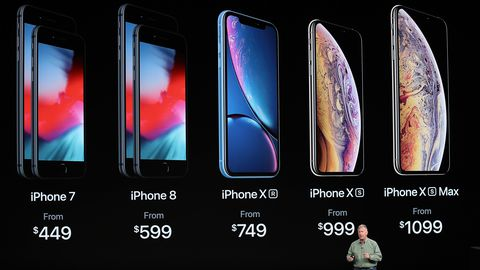 iPhone 7
From
$449
iPhone 8
From
$599
iPhone XR
From
$749
iPhone XS
From
$999
iPhone XS Max
From
$1099